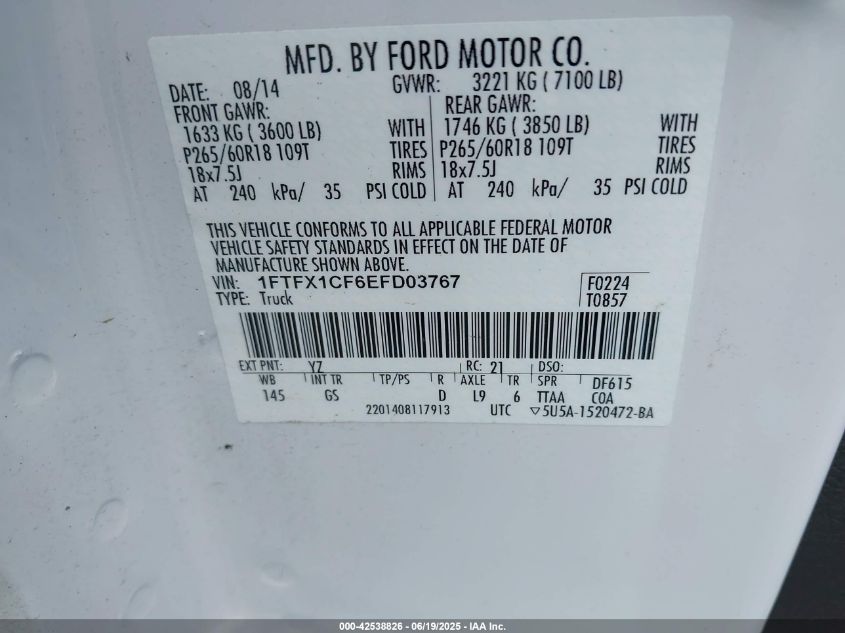 MFD. BY FORD MOTOR CO.
DATE: 08/14 GVWR: 3221 KG ( 7100 LB)
FRONT GAWR: REAR GAWR:
1633 KG ( 3600 LB) WITH 1746 KG ( 3850 LB) WITH
P265/60R18 109T TIRES P265/60R18 109T TIRES
18x7.5J RIMS 18x7.5J RIMS
AT 240 kPa/ 35 PSI COLD AT 240 kPa/ 35 PSI COLD
THIS VEHICLE CONFORMS TO ALL APPLICABLE FEDERAL MOTOR
VEHICLE SAFETY STANDARDS IN EFFECT ON THE DATE OF
MANUFACTURE SHOWN ABOVE.
VIN: 1FTFX1CF6EFD03767 F0224
TYPE: Truck T0857
EXT PNT: YZ RC: 21 DSO:
WB INT TR TP/PS R AXLE TR SPR DF615
145 GS D L9 6 TTAA COA
2201408117913 UTC ▽5U5A-1520472-BA
000-42538826 - 06/19/2025 - IAA Inc.